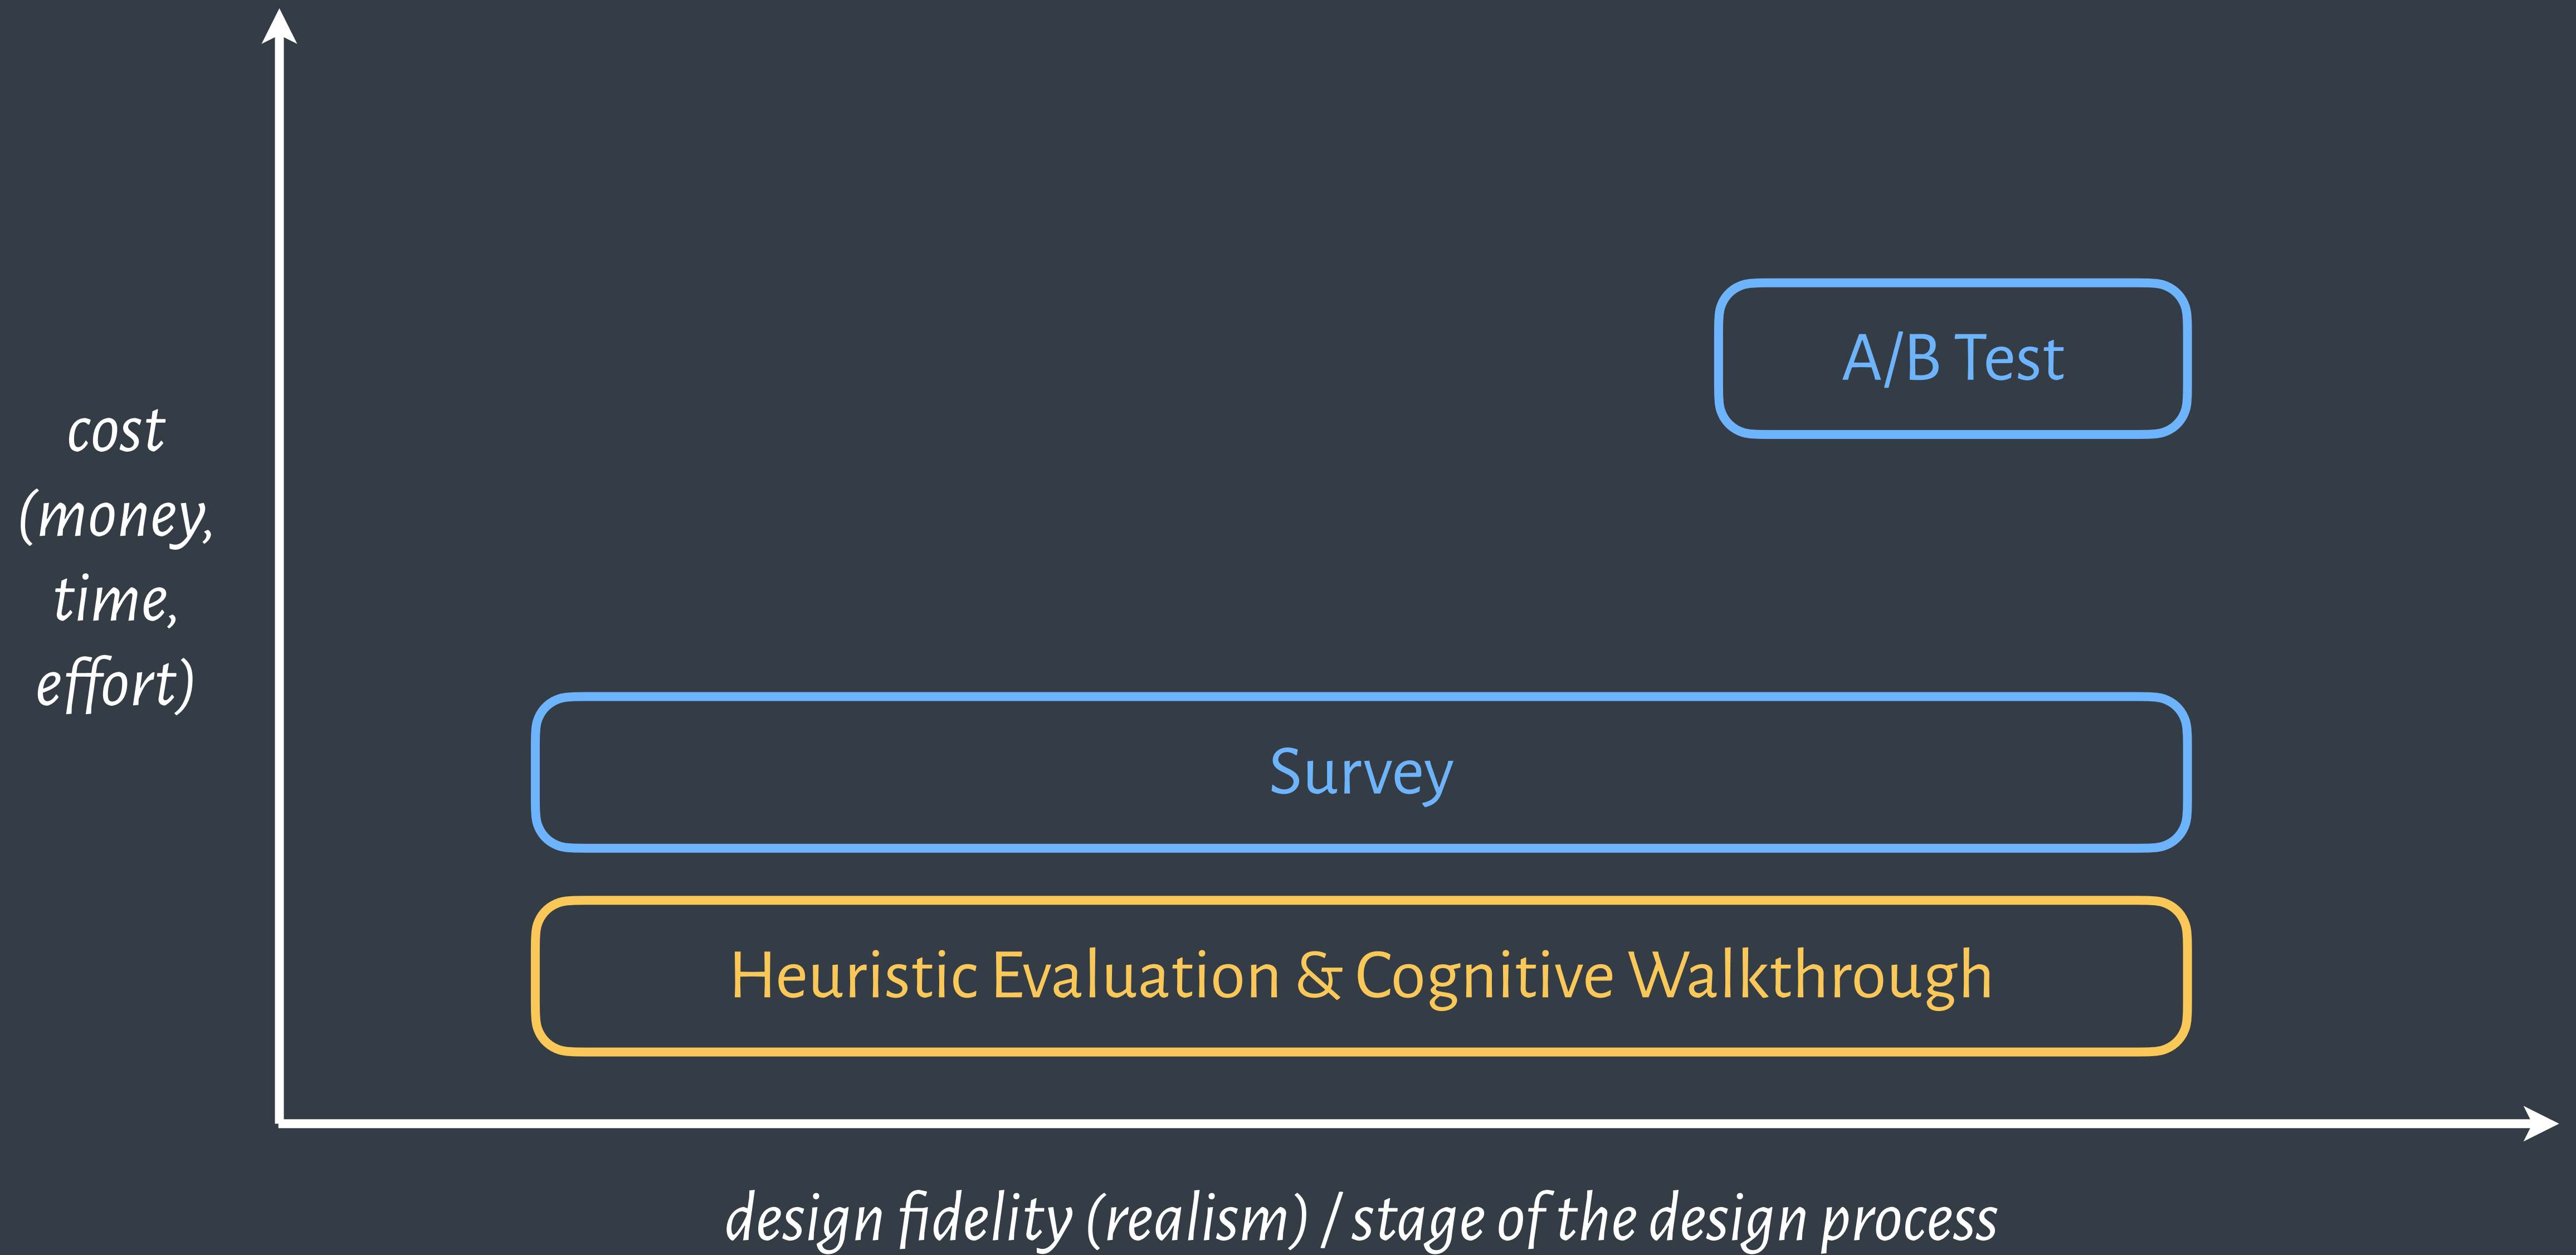 A/B Test
cost
(money,
time,
effort)
Survey
Heuristic Evaluation & Cognitive Walkthrough
design fidelity (realism) / stage of the design process